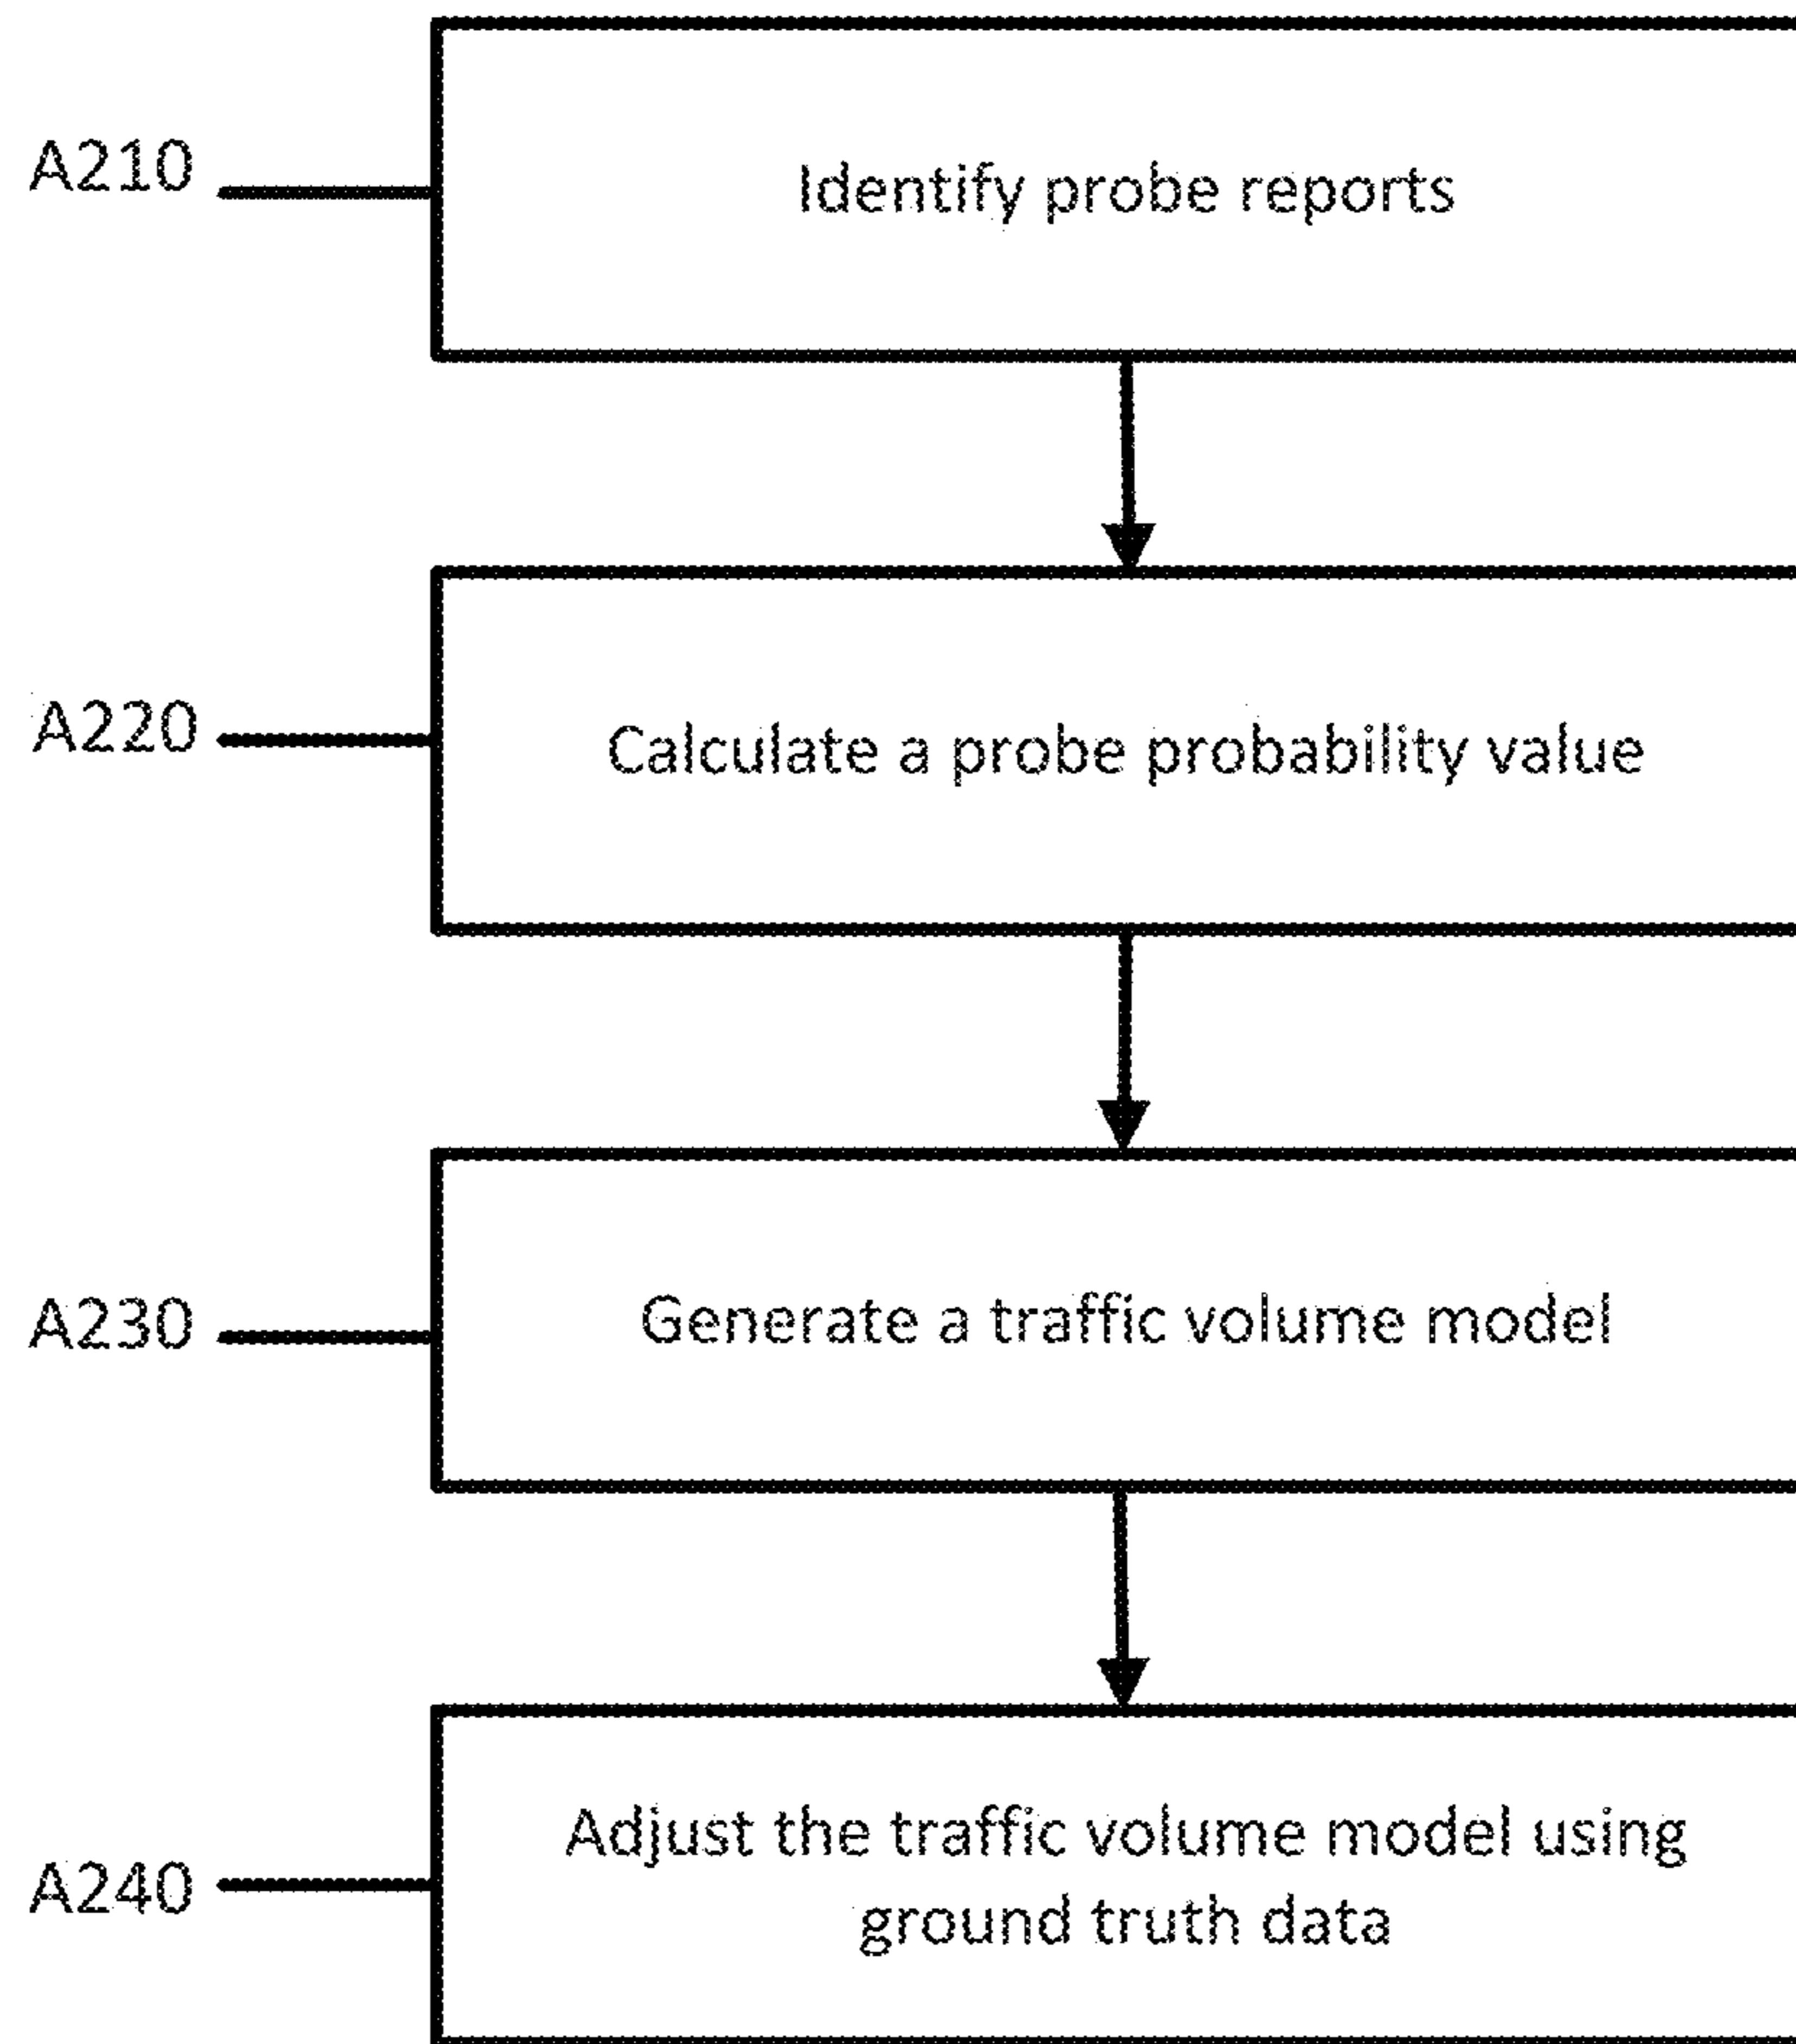 A210
Identify probe reports
A220
Calculate a probe probability value
A230
Generate a traffic volume model
A240
Adjust the traffic volume model using
ground truth data